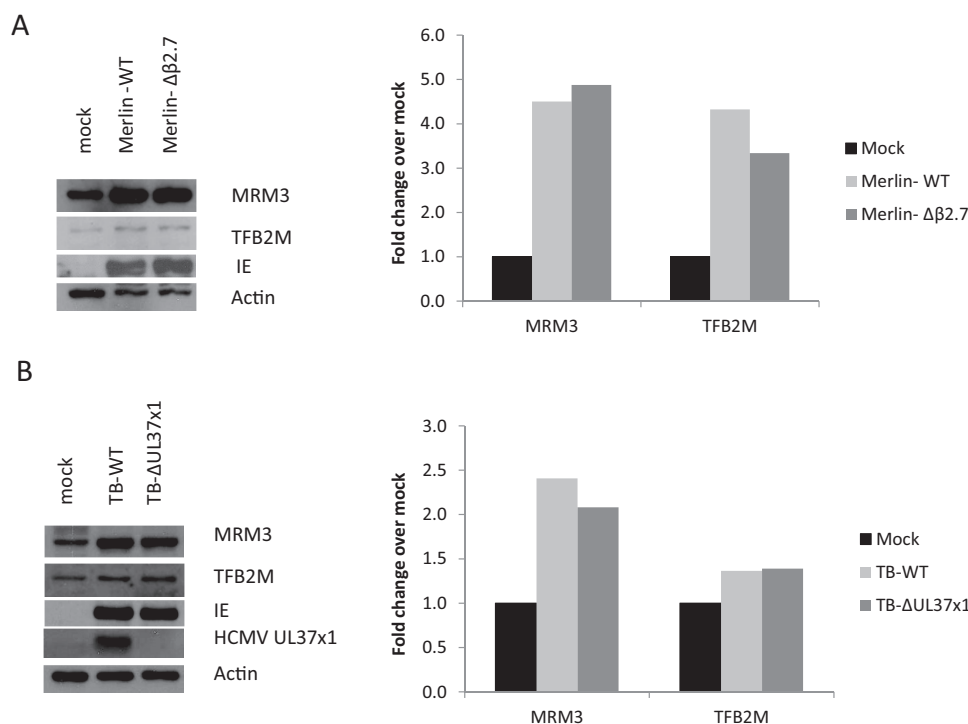 A
mock
Merlin -WT
Merlin- Δβ2.7
MRM3
TFB2M
IE
Actin
Fold change over mock
6.0
5.0
4.0
3.0
2.0
1.0
0.0
MRM3
TFB2M
Mock
Merlin- WT
Merlin- Δβ2.7
B
mock
TB-WT
TB-ΔUL37x1
MRM3
TFB2M
IE
HCMV UL37x1
Actin
Fold change over mock
3.0
2.5
2.0
1.5
1.0
0.5
0.0
MRM3
TFB2M
Mock
TB-WT
TB-ΔUL37x1